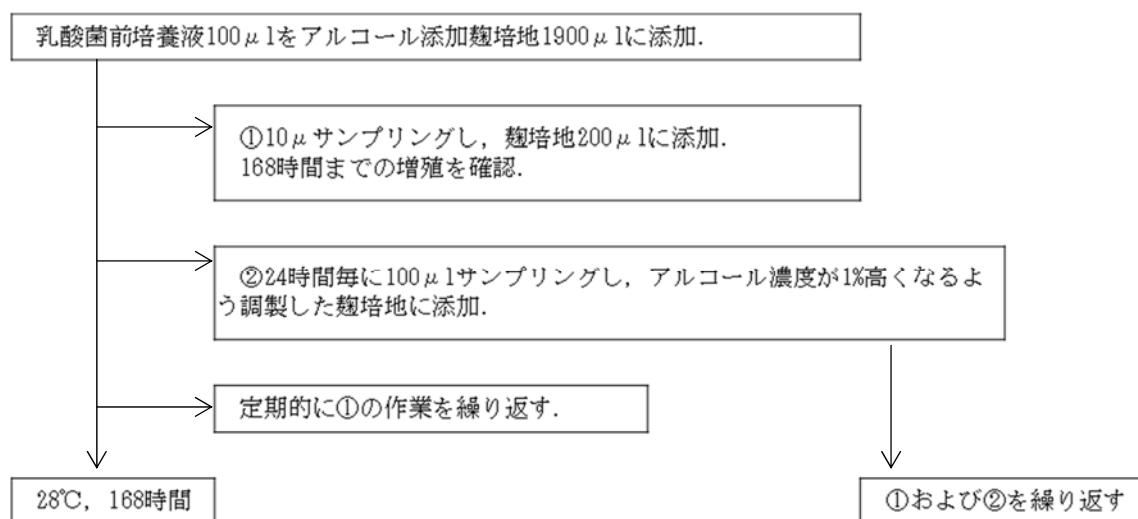 乳酸菌前培養液100μlをアルコール添加麹培地1900μlに添加.
①10μサンプリングし，麹培地200μlに添加.
168時間までの増殖を確認.
②24時間毎に100μlサンプリングし，アルコール濃度が1%高くなるよ
う調製した麹培地に添加.
定期的に①の作業を繰り返す.
28℃，168時間
①および②を繰り返す